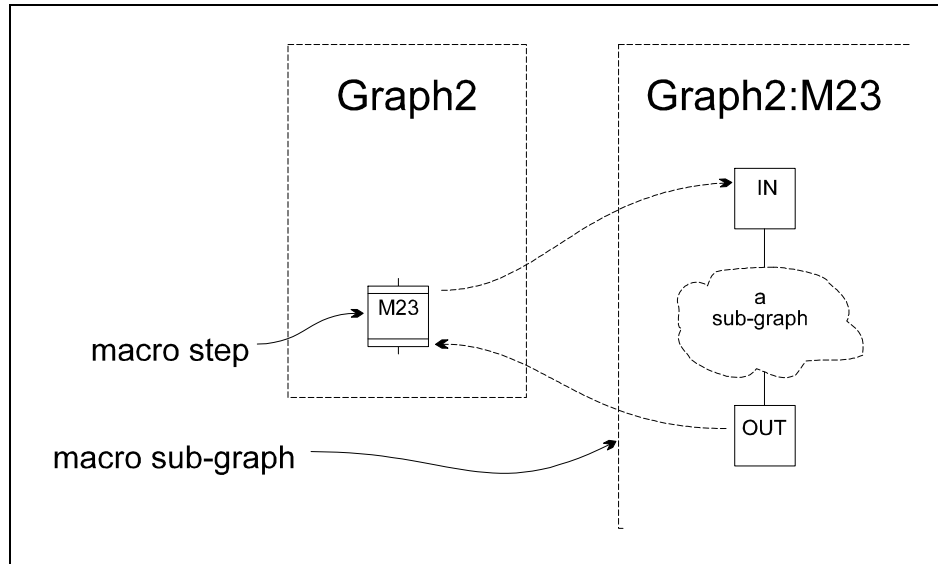 Graph2
Graph2:M23
IN
M23
a
sub-graph
macro step
OUT
macro sub-graph